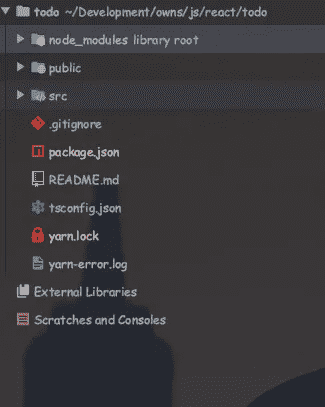 todo ~/Development/owns/js/react/todo
node_modules library root
public
src
.gitignore
package.json
README.md
tsconfig.json
yarn.lock
yarn-error.log
External Libraries
Scratches and Consoles